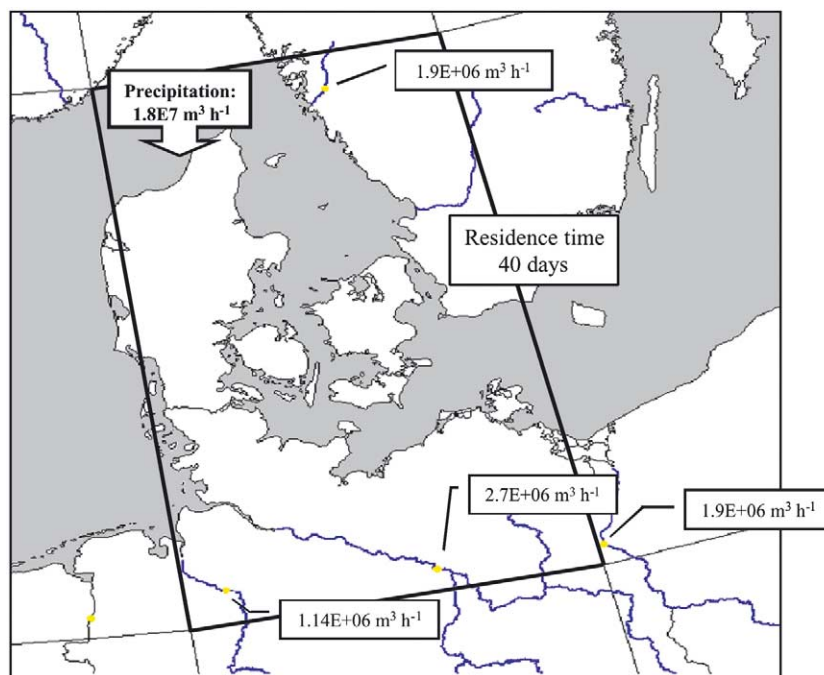 1.9E+06 m³ h⁻¹
Precipitation:
1.8E7 m³ h⁻¹
Residence time
40 days
2.7E+06 m³ h⁻¹
1.9E+06 m³ h⁻¹
1.14E+06 m³ h⁻¹